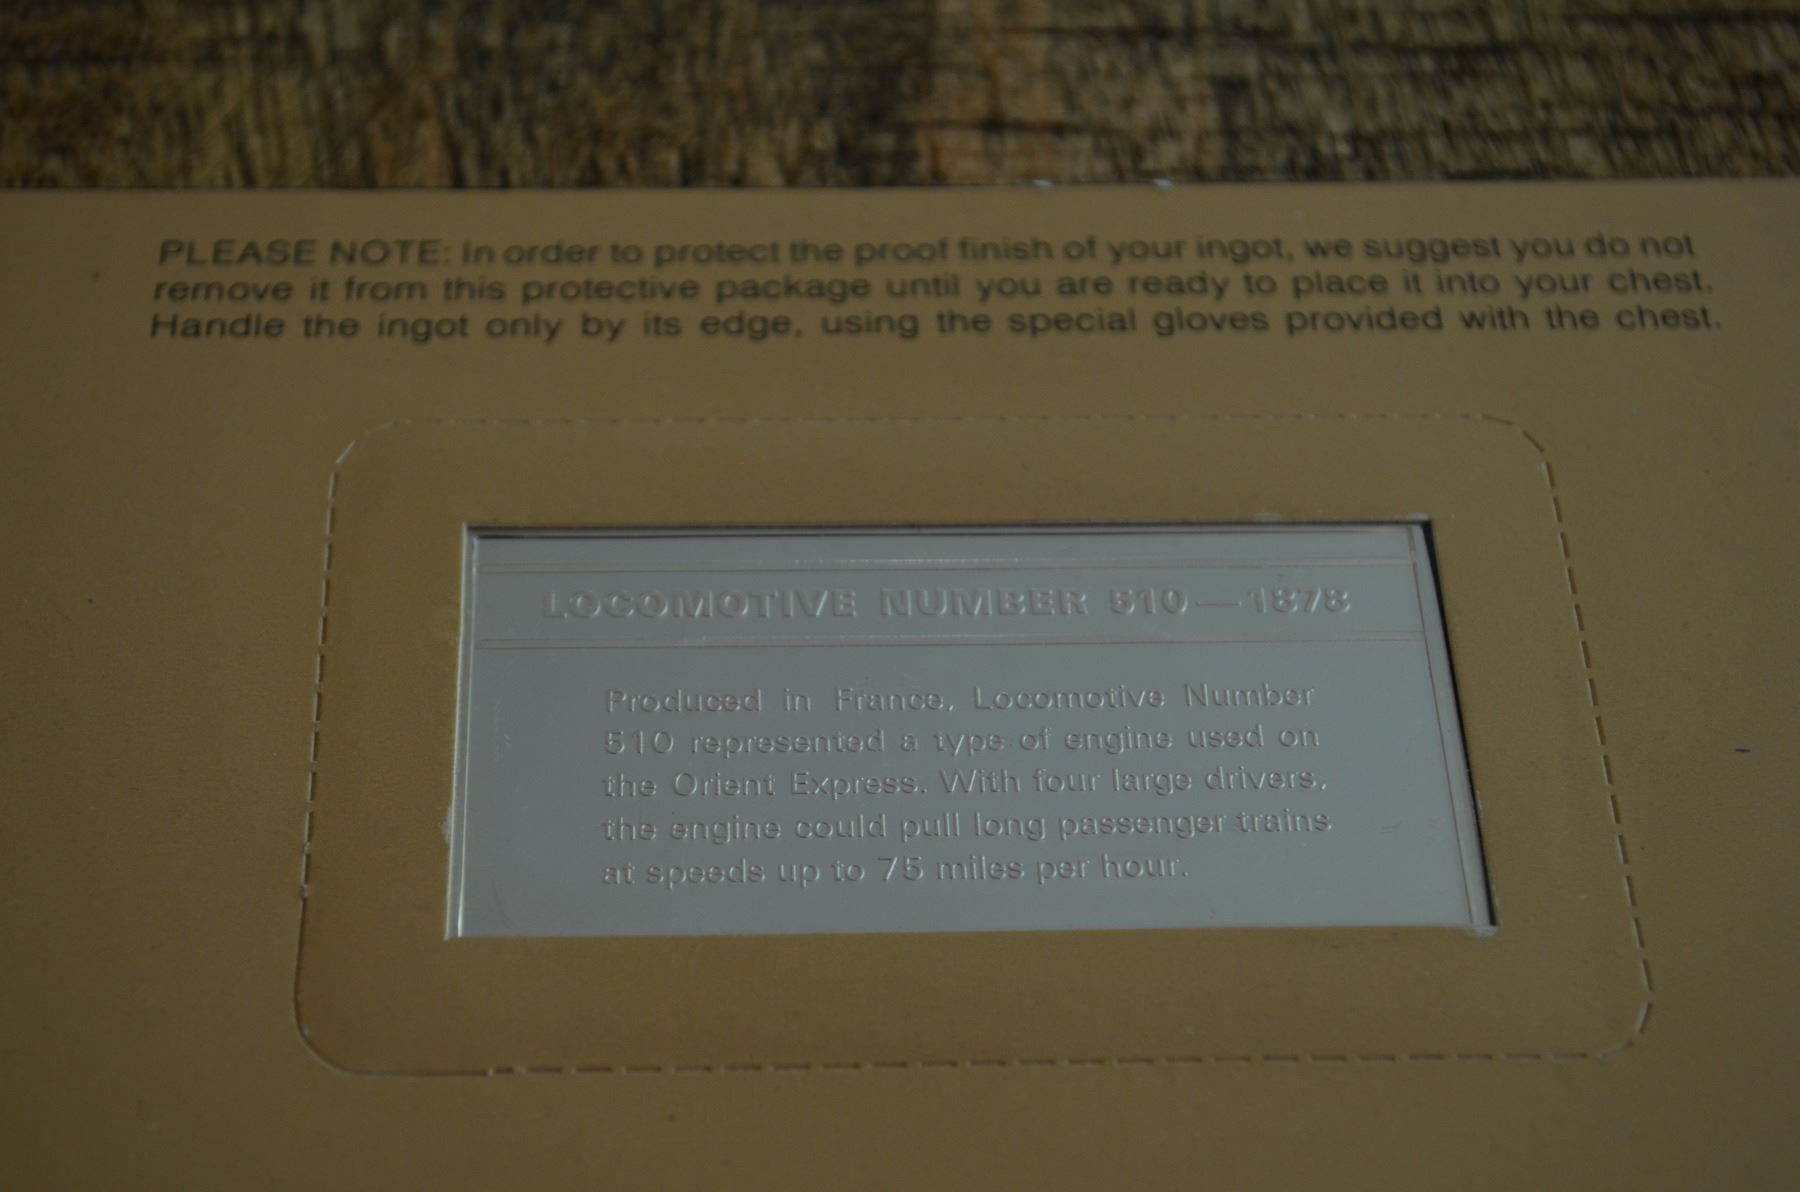 PLEASE NOTE: In order to protect the proof finish of your ingot, we suggest you do not
remove it from this protective package until you are ready to place it into your chest.
Handle the ingot only by its edge, using the special gloves provided with the chest.
LOCOMOTIVE NUMBER 510—1878
Produced in France, Locomotive Number
510 represented a type of engine used on
the Orient Express. With four large drivers,
the engine could pull long passenger trains
at speeds up to 75 miles per hour.